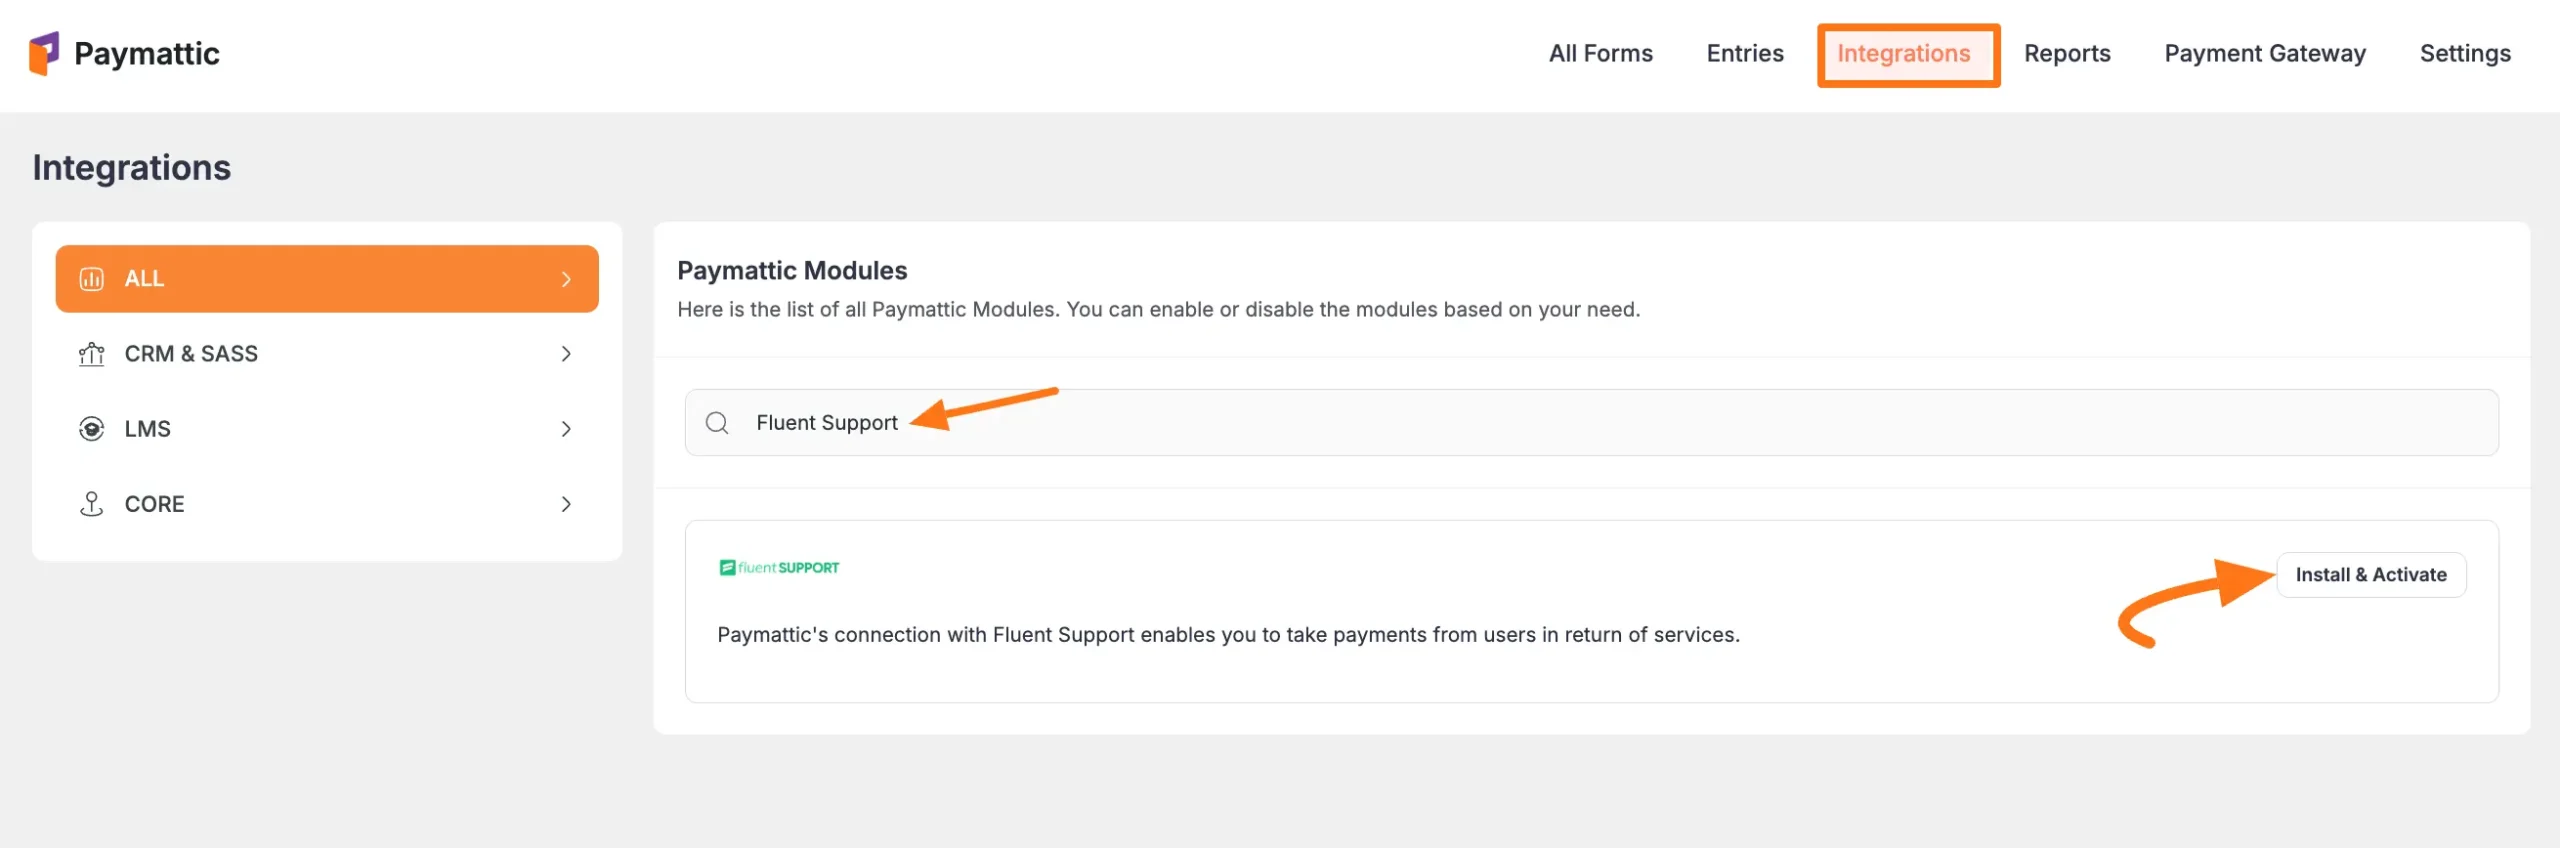 Paymattic
All Forms Entries Integrations Reports Payment Gateway Settings
Integrations
ALL
CRM & SASS
LMS
CORE
Paymattic Modules
Here is the list of all Paymattic Modules. You can enable or disable the modules based on your need.
Fluent Support
fluent SUPPORT
Install & Activate
Paymattic's connection with Fluent Support enables you to take payments from users in return of services.